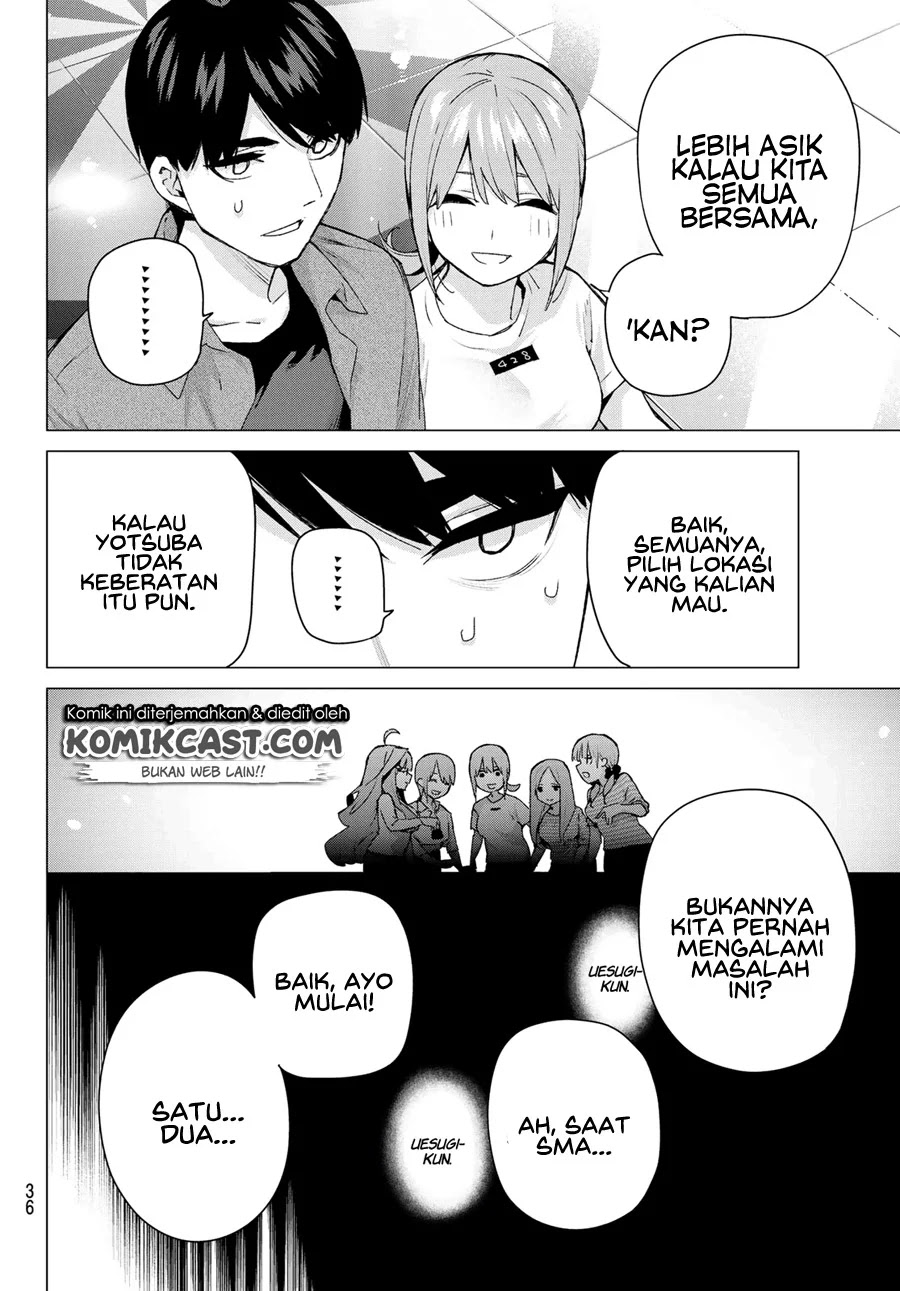 LEBIH ASIK
KALAU KITA
SEMUA
BERSAMA,
'KAN?
428
BAIK,
SEMUANYA,
PILIH LOKASI
YANG KALIAN
MAU.
KALAU
YOTSUBA
TIDAK
KEBERATAN
ITU PUN.
Komik ini diterjemahkan & diedit oleh
KOMIKCAST.COM
BUKAN WEB LAIN!!
BUKANNYA
KITA PERNAH
MENGALAMI
MASALAH
INI?
UESUGI-
KUN.
AH, SAAT
SMA...
BAIK, AYO
MULAI!
UESUGI-
KUN.
SATU...
DUA...
36